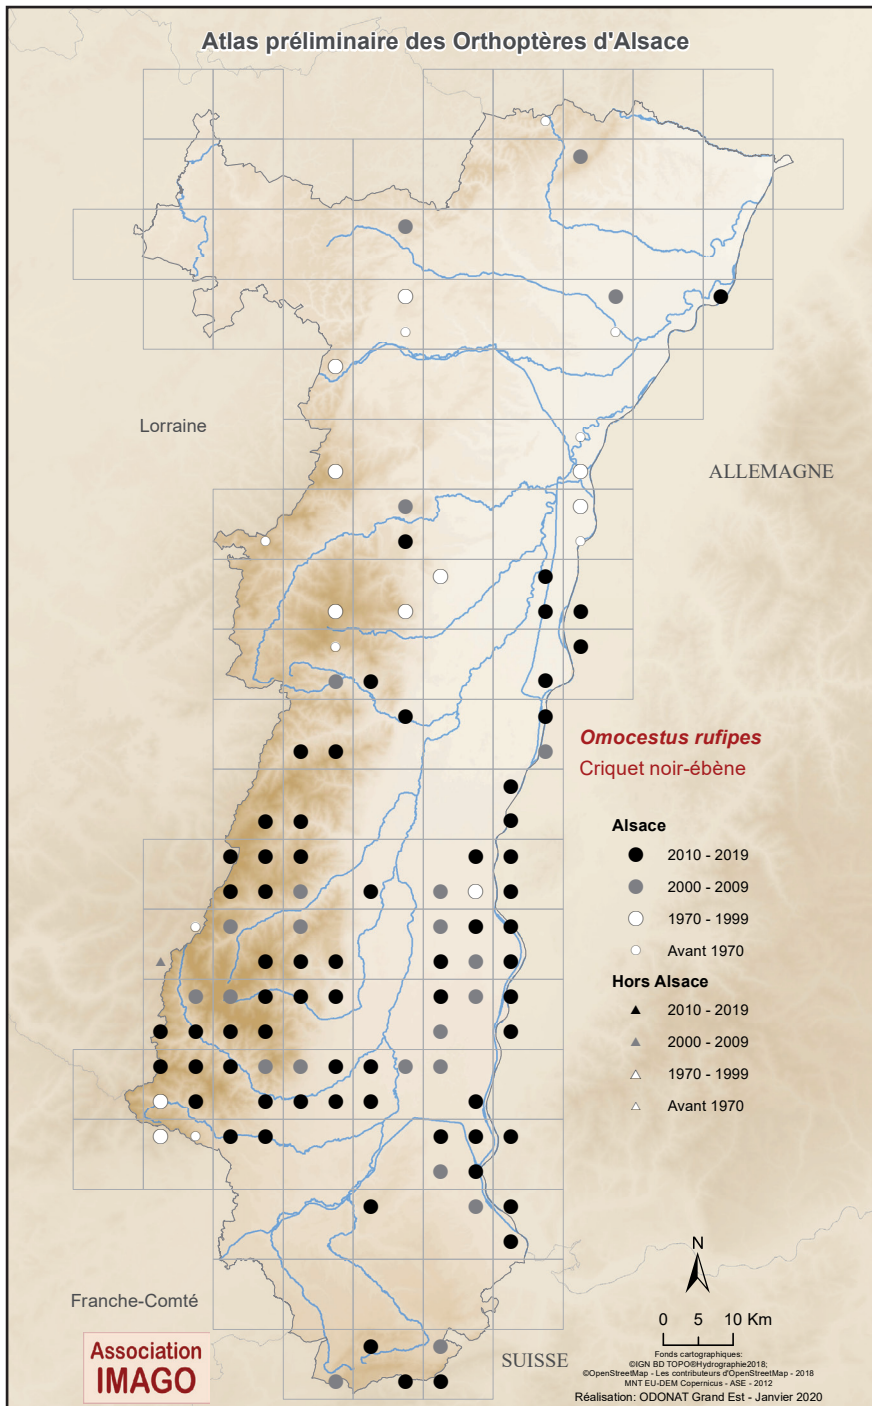 Atlas préliminaire des Orthoptères d'Alsace
Lorraine
ALLEMAGNE
Omocestus rufipes
Criquet noir-ébène
Alsace
2010 - 2019
2000 - 2009
1970 - 1999
Avant 1970
Hors Alsace
2010 - 2019
2000 - 2009
1970 - 1999
Avant 1970
N
0 5 10 Km
Franche-Comté
SUISSE
Association
IMAGO
Fonds cartographiques:
©IGN BD TOPO®Hydrographie2018;
©OpenStreetMap - Les contributeurs d'OpenStreetMap - 2018
MNT EU-DEM Copernicus - ASE - 2012
Réalisation: ODONAT Grand Est - Janvier 2020